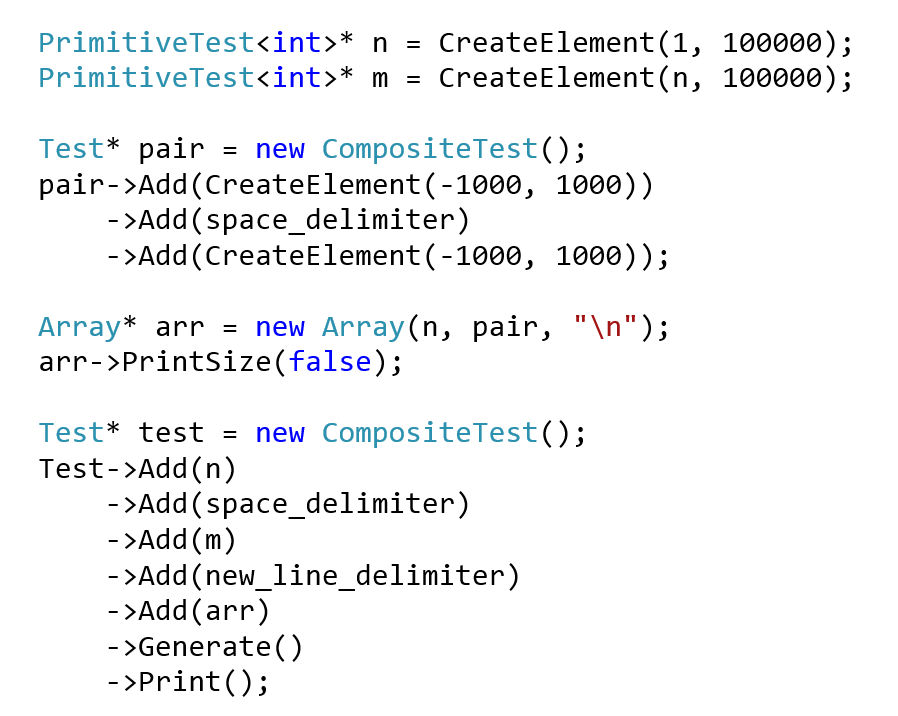 PrimitiveTest<int>* n = CreateElement(1, 100000);
PrimitiveTest<int>* m = CreateElement(n, 100000);

Test* pair = new CompositeTest();
pair->Add(CreateElement(-1000, 1000))
    ->Add(space_delimiter)
    ->Add(CreateElement(-1000, 1000));

Array* arr = new Array(n, pair, "\n");
arr->PrintSize(false);

Test* test = new CompositeTest();
Test->Add(n)
    ->Add(space_delimiter)
    ->Add(m)
    ->Add(new_line_delimiter)
    ->Add(arr)
    ->Generate()
    ->Print();